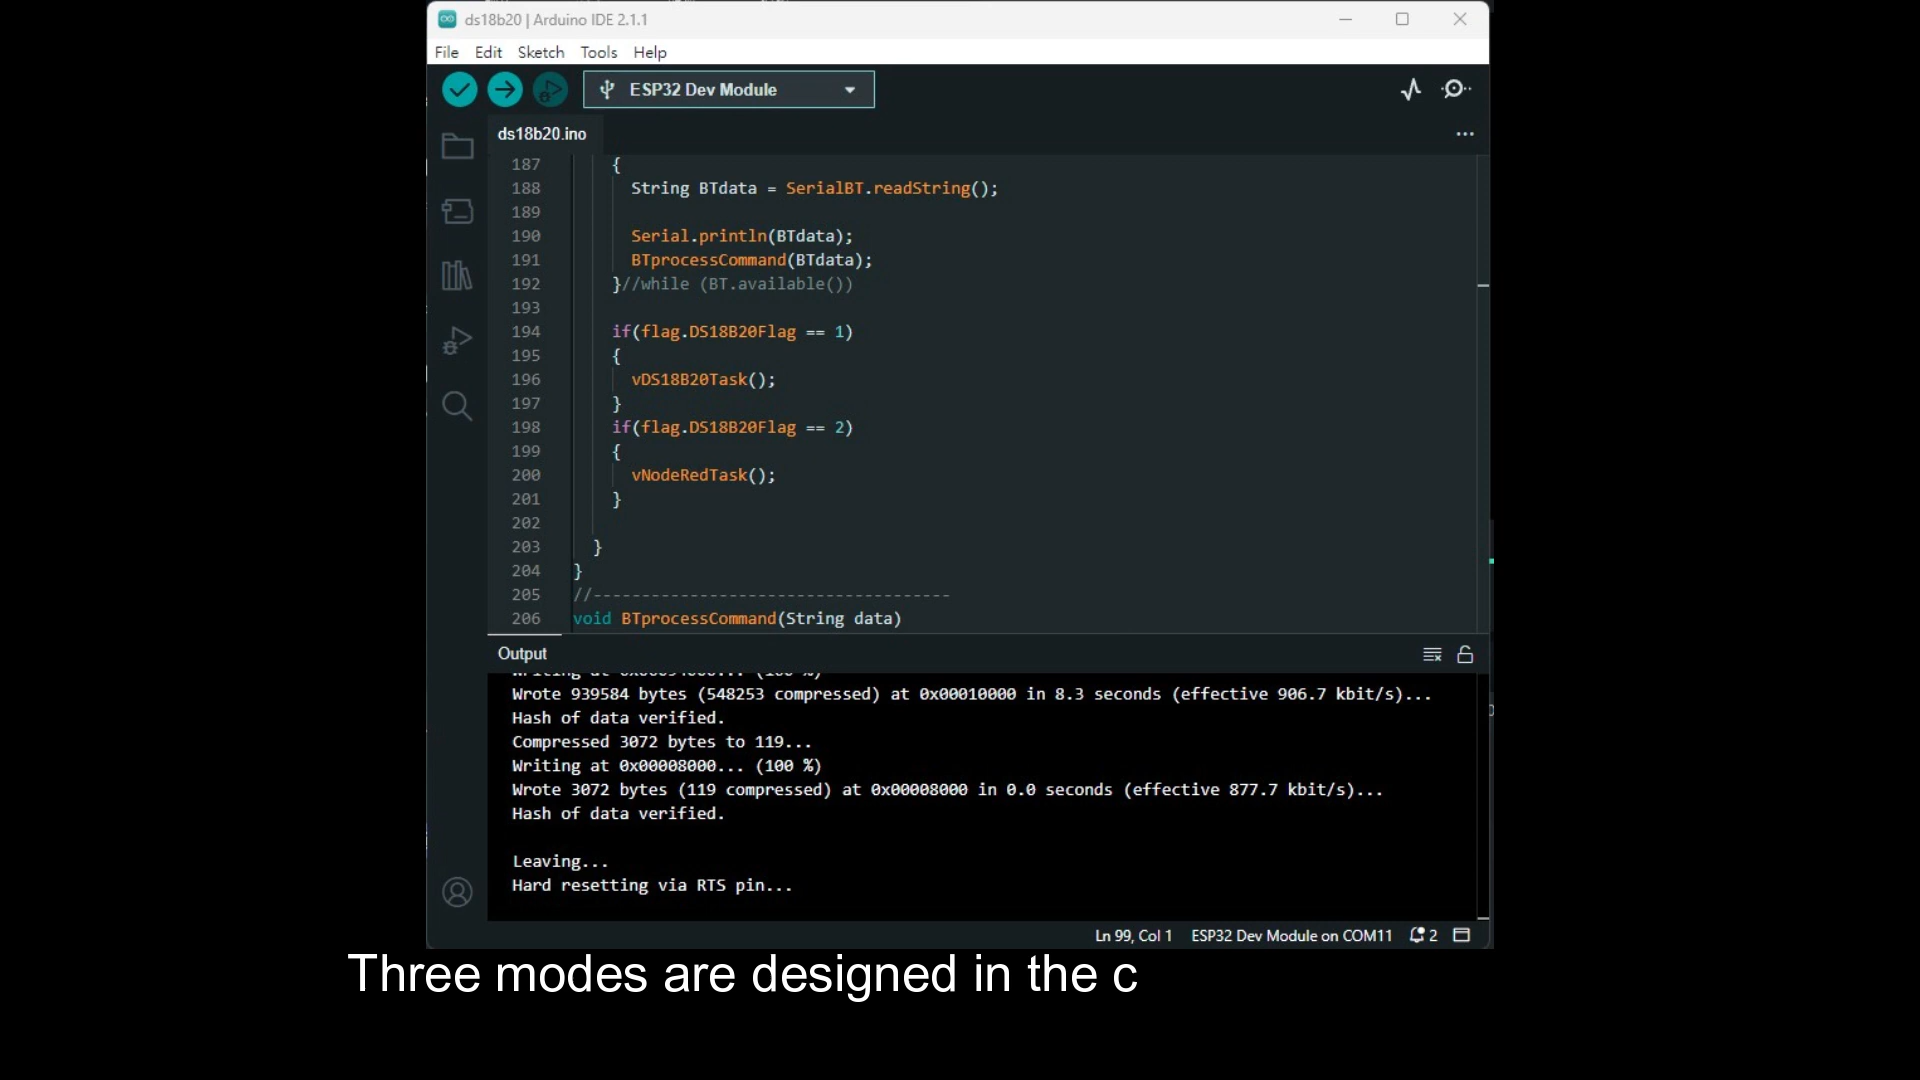 ds18b20 | Arduino IDE 2.1.1
File Edit Sketch Tools Help
ESP32 Dev Module
ds18b20.ino
187 {
188 String BTdata = SerialBT.readString();
189
190 Serial.println(BTdata);
191 BTprocessCommand(BTdata);
192 }//while (BT.available())
193
194 if(flag.DS18B20Flag == 1)
195 {
196 vDS18B20Task();
197 }
198 if(flag.DS18B20Flag == 2)
199 {
200 vNodeRedTask();
201 }
202
203 }
204 }
205 //-------------------------------------
206 void BTprocessCommand(String data)
Output
Wrote 939584 bytes (548253 compressed) at 0x00010000 in 8.3 seconds (effective 906.7 kbit/s)...
Hash of data verified.
Compressed 3072 bytes to 119...
Writing at 0x00008000... (100 %)
Wrote 3072 bytes (119 compressed) at 0x00008000 in 0.0 seconds (effective 877.7 kbit/s)...
Hash of data verified.
Leaving...
Hard resetting via RTS pin...
Ln 99, Col 1 ESP32 Dev Module on COM11 2
Three modes are designed in the c